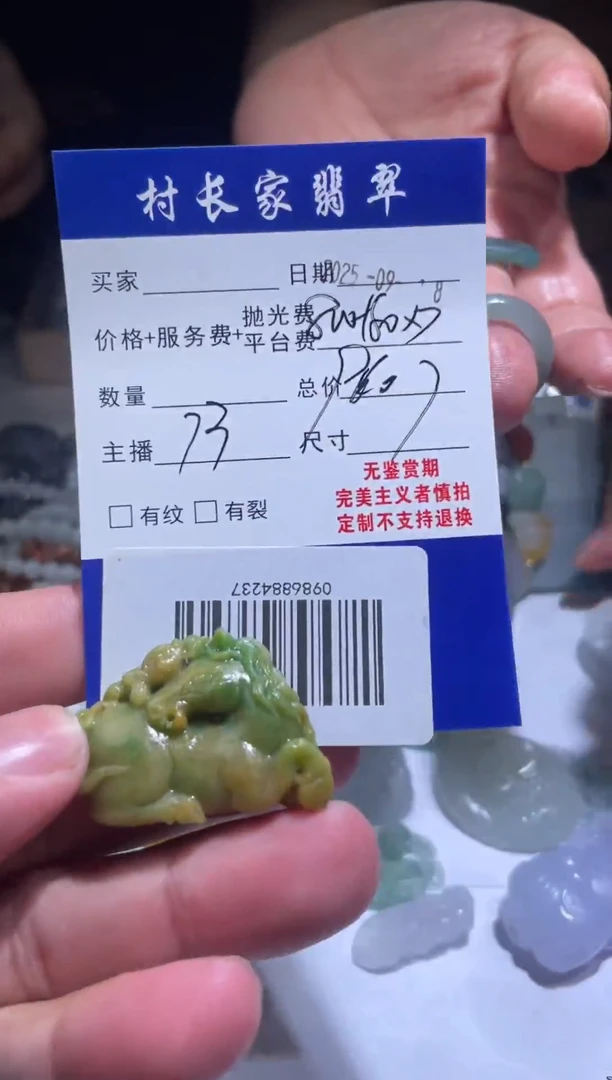 村长家翡翠
买家 日期 2025-09-
价格+服务费+抛光费平台费
数量 总价
主播 73 尺寸
无鉴赏期
完美主义者慎拍
定制不支持退换
□有纹 □有裂
0986884237